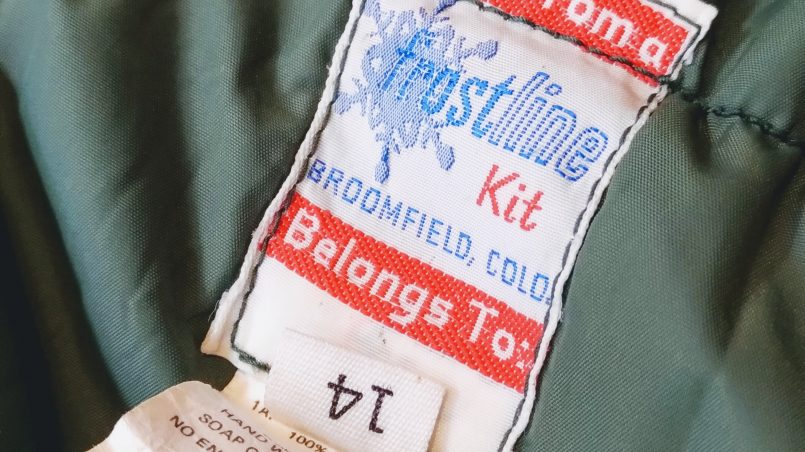 from a
frostline
Kit
BROOMFIELD, COLO.
Belongs To:
14
100%
HAND
SOAP
NO